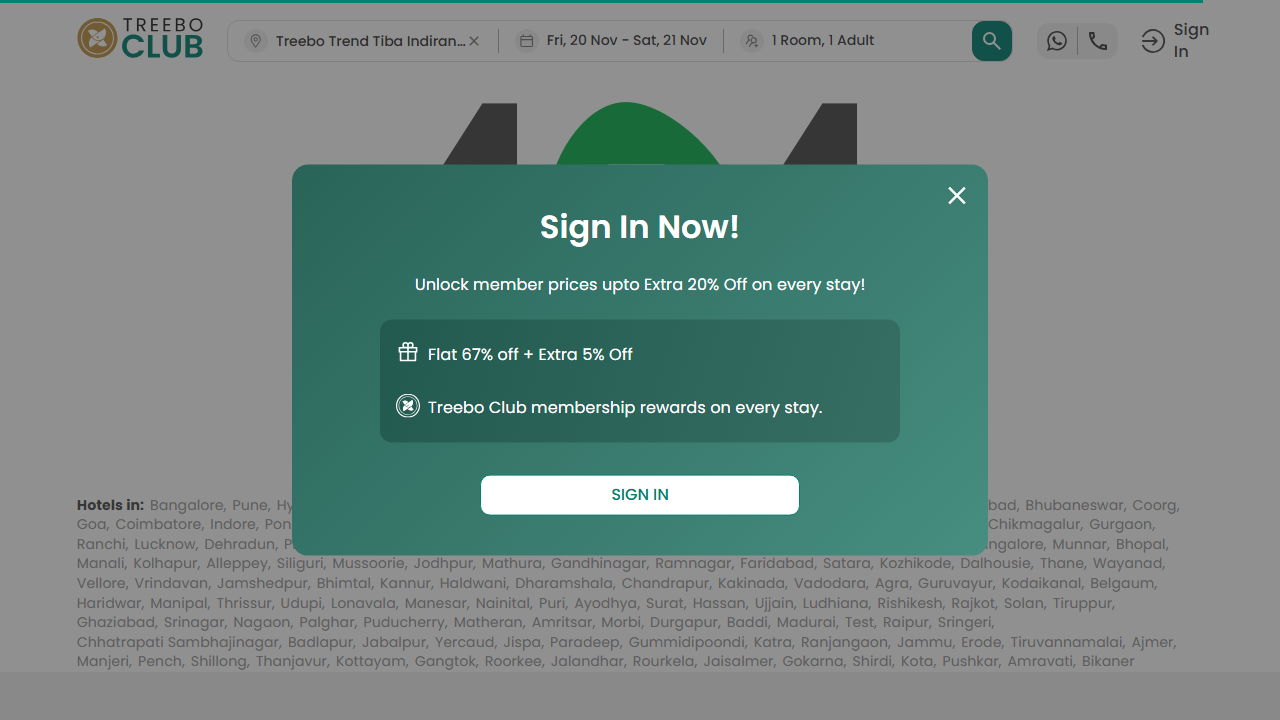 TREEBO
CLUB
Treebo Trend Tiba Indiran...
Fri, 20 Nov - Sat, 21 Nov
1 Room, 1 Adult
Sign
In
Sign In Now!
Unlock member prices upto Extra 20% Off on every stay!
Flat 67% off + Extra 5% Off
Treebo Club membership rewards on every stay.
SIGN IN
Hotels in: Bangalore, Pune, Hy bad, Bhubaneswar, Coorg,
Goa, Coimbatore, Indore, Pon Chikmagalur, Gurgaon,
Ranchi, Lucknow, Dehradun, P ngalore, Munnar, Bhopal,
Manali, Kolhapur, Alleppey, Siliguri, Mussoorie, Jodhpur, Mathura, Gandhinagar, Ramnagar, Faridabad, Satara, Kozhikode, Dalhousie, Thane, Wayanad,
Vellore, Vrindavan, Jamshedpur, Bhimtal, Kannur, Haldwani, Dharamshala, Chandrapur, Kakinada, Vadodara, Agra, Guruvayur, Kodaikanal, Belgaum,
Haridwar, Manipal, Thrissur, Udupi, Lonavala, Manesar, Nainital, Puri, Ayodhya, Surat, Hassan, Ujjain, Ludhiana, Rishikesh, Rajkot, Solan, Tiruppur,
Ghaziabad, Srinagar, Nagaon, Palghar, Puducherry, Matheran, Amritsar, Morbi, Durgapur, Baddi, Madurai, Test, Raipur, Sringeri,
Chhatrapati Sambhajinagar, Badlapur, Jabalpur, Yercaud, Jispa, Paradeep, Gummidipoondi, Katra, Ranjangaon, Jammu, Erode, Tiruvannamalai, Ajmer,
Manjeri, Pench, Shillong, Thanjavur, Kottayam, Gangtok, Roorkee, Jalandhar, Rourkela, Jaisalmer, Gokarna, Shirdi, Kota, Pushkar, Amravati, Bikaner